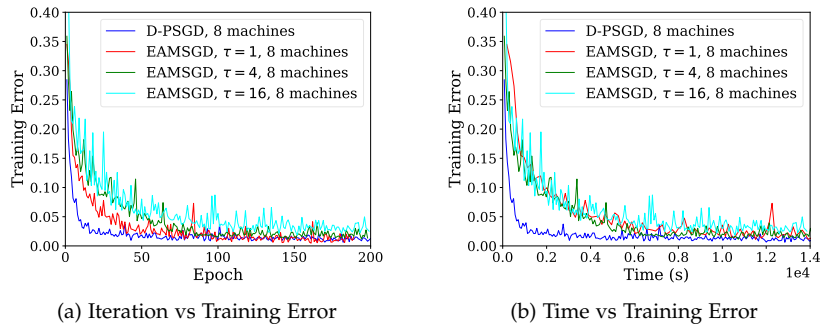 0.40
0.35
0.30
0.25
0.20
0.15
0.10
0.05
0.00
Training Error
D-PSGD, 8 machines
EAMSGD, τ = 1, 8 machines
EAMSGD, τ = 4, 8 machines
EAMSGD, τ = 16, 8 machines
0 50 100 150 200
Epoch
(a) Iteration vs Training Error
0.40
0.35
0.30
0.25
0.20
0.15
0.10
0.05
0.00
Training Error
D-PSGD, 8 machines
EAMSGD, τ = 1, 8 machines
EAMSGD, τ = 4, 8 machines
EAMSGD, τ = 16, 8 machines
0.0 0.2 0.4 0.6 0.8 1.0 1.2 1.4
1e4
Time (s)
(b) Time vs Training Error